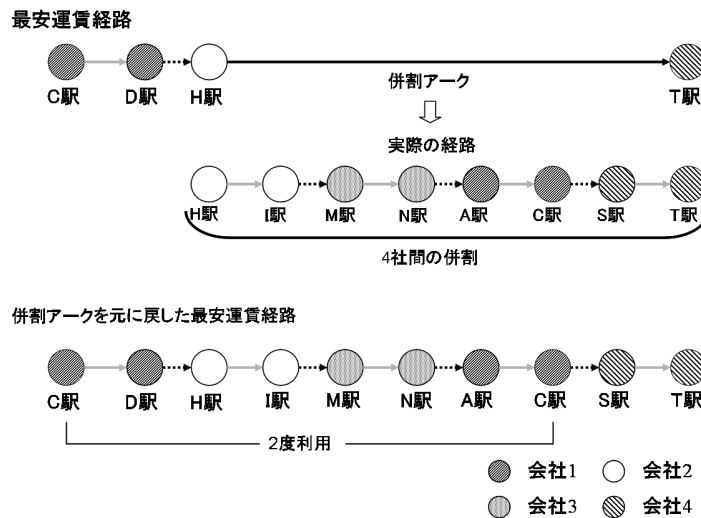 最安運賃経路
C駅 D駅 H駅 T駅
併割アーク
実際の経路
H駅 I駅 M駅 N駅 A駅 C駅 S駅 T駅
4社間の併割
併割アークを元に戻した最安運賃経路
C駅 D駅 H駅 I駅 M駅 N駅 A駅 C駅 S駅 T駅
2度利用
会社1 会社2
会社3 会社4